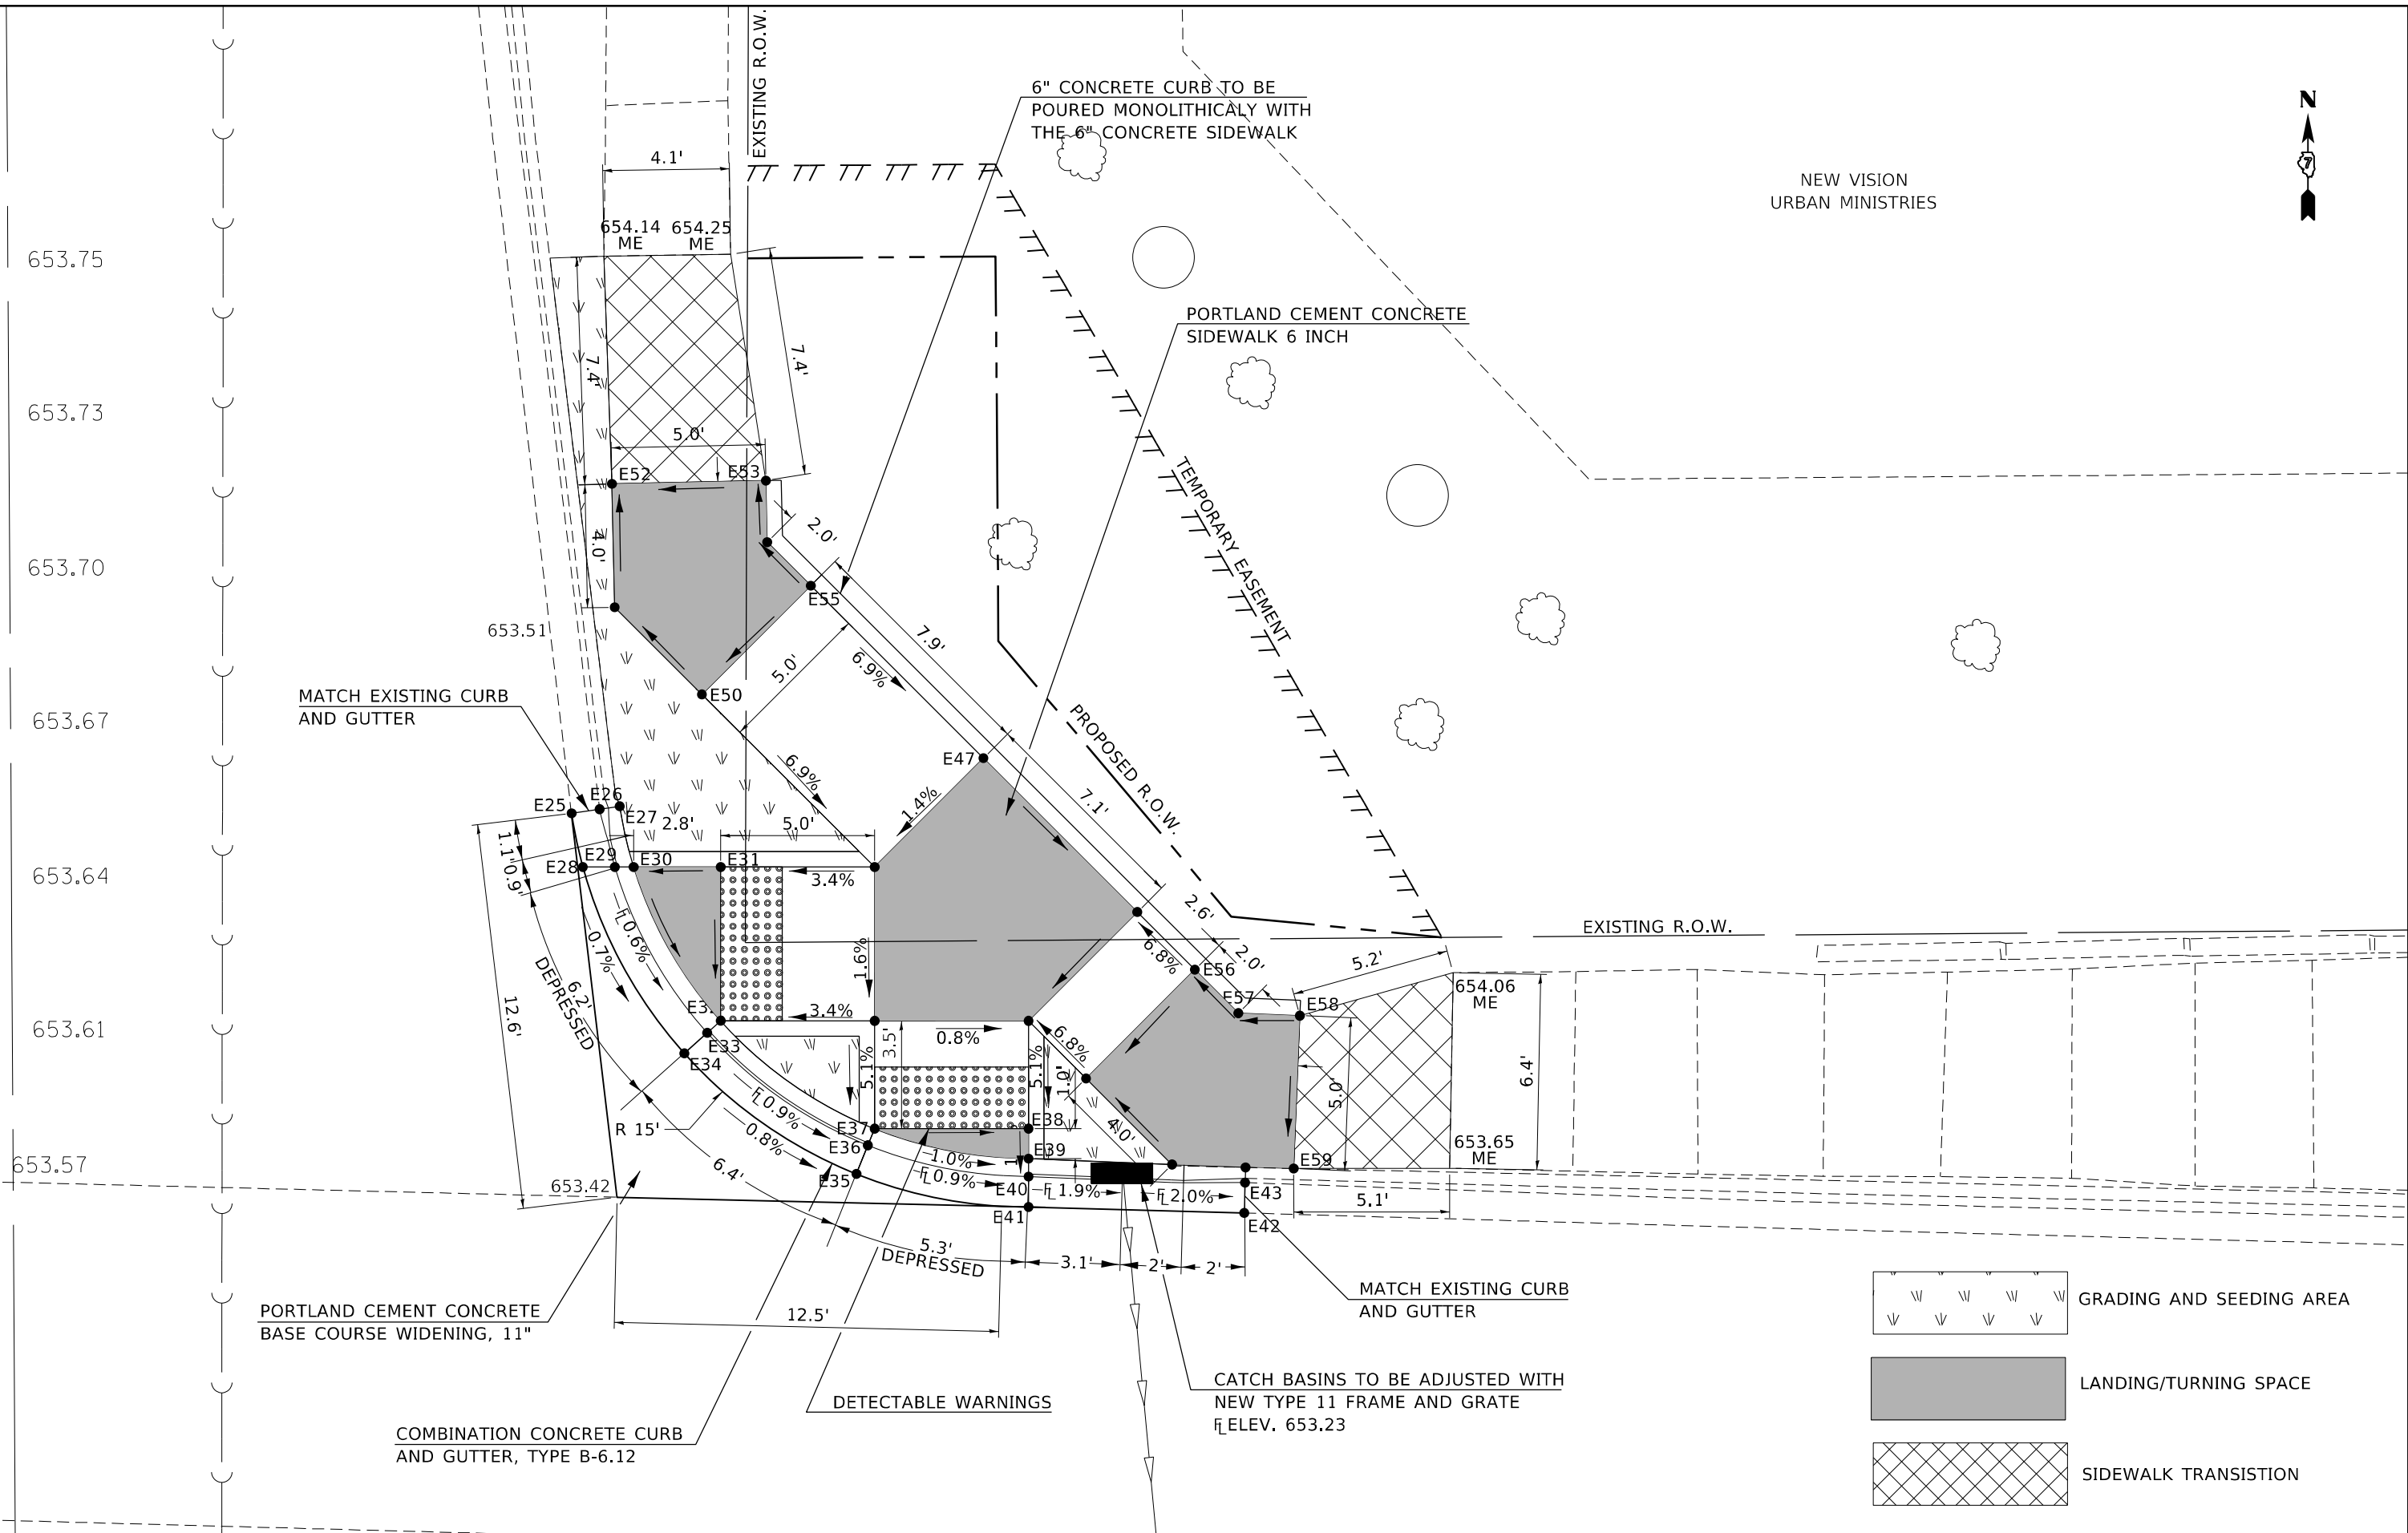 EXISTING R.O.W.
6" CONCRETE CURB TO BE
POURED MONOLITHICALY WITH
THE 6" CONCRETE SIDEWALK
N
7
NEW VISION
URBAN MINISTRIES
4.1'
654.14 654.25
ME ME
653.75
653.73
653.70
653.67
653.64
653.61
653.57
PORTLAND CEMENT CONCRETE
SIDEWALK 6 INCH
7.4'
7.4'
5.0'
E52
E53
2.0'
4.0'
E55
TEMPORARY EASEMENT
653.51
7.9'
5.0'
6.9%
MATCH EXISTING CURB
AND GUTTER
E50
PROPOSED R.O.W.
E47
6.9%
1.4%
7.1'
E25
E26
E27
2.8'
5.0'
1.1'
0.9'
E28
E29
E30
E31
3.4%
2.6'
EXISTING R.O.W.
℄ 0.6%
0.7%
1.6%
6.8%
2.0'
5.2'
E56
DEPRESSED
6.2'
12.6'
E57
E58
654.06
ME
3.4%
0.8%
E33
E34
3.5'
5.1%
5.1%
6.8%
1.0'
5.0'
6.4'
R 15'
℄ 0.9%
0.8%
E37
E38
4.0'
E36
E39
653.65
ME
1.0%
E59
E35
℄ 0.9%
E40
℄ 1.9%
℄ 2.0%
E43
6.4'
653.42
5.1'
E41
E42
5.3'
DEPRESSED
3.1'
2'
2'
12.5'
PORTLAND CEMENT CONCRETE
BASE COURSE WIDENING, 11"
MATCH EXISTING CURB
AND GUTTER
GRADING AND SEEDING AREA
CATCH BASINS TO BE ADJUSTED WITH
NEW TYPE 11 FRAME AND GRATE
℄ ELEV. 653.23
LANDING/TURNING SPACE
DETECTABLE WARNINGS
COMBINATION CONCRETE CURB
AND GUTTER, TYPE B-6.12
SIDEWALK TRANSISTION